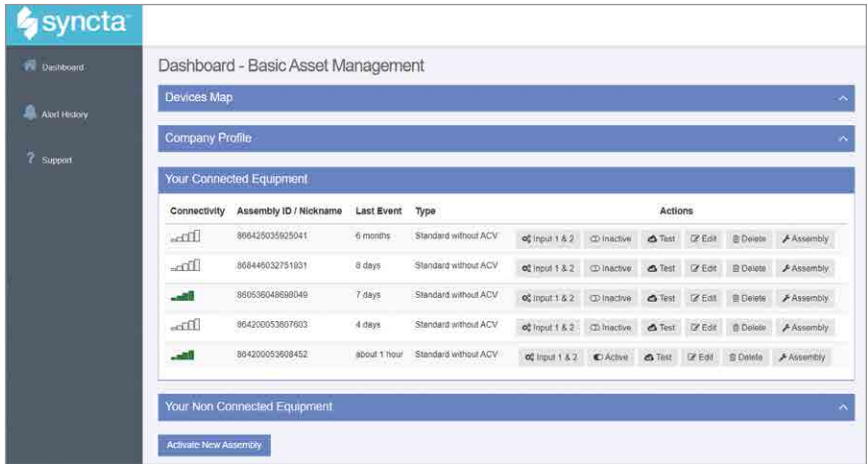 syncta
Dashboard
Alert History
? Support
Dashboard - Basic Asset Management
Devices Map
Company Profile
Your Connected Equipment
Connectivity Assembly ID / Nickname Last Event Type Actions
866425035925041 6 months Standard without ACV Input 1 & 2 Inactive Test Edit Delete Assembly
868446032751931 8 days Standard without ACV Input 1 & 2 Inactive Test Edit Delete Assembly
860536048698049 7 days Standard without ACV Input 1 & 2 Inactive Test Edit Delete Assembly
864200053607603 4 days Standard without ACV Input 1 & 2 Inactive Test Edit Delete Assembly
864200053608452 about 1 hour Standard without ACV Input 1 & 2 Active Test Edit Delete Assembly
Your Non Connected Equipment
Activate New Assembly